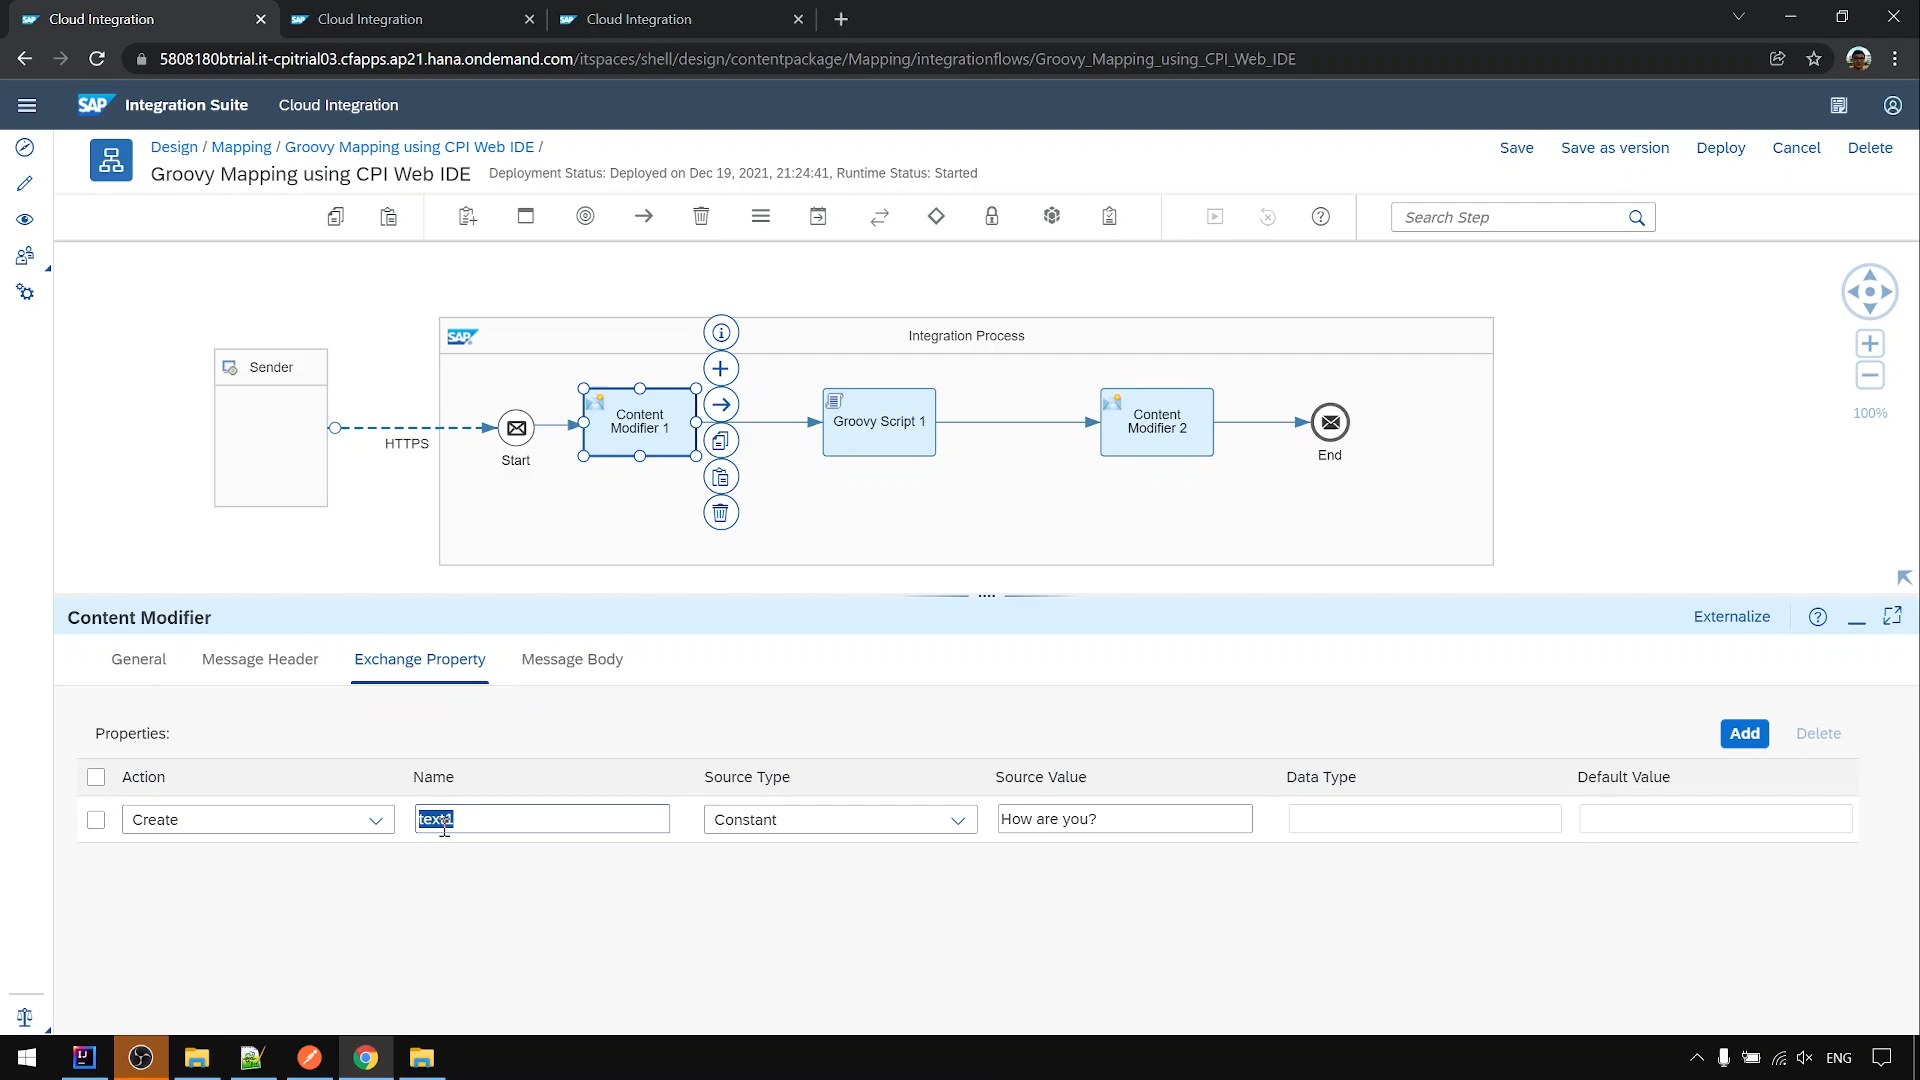 Cloud Integration
Cloud Integration
Cloud Integration
5808180btrial.it-cpitrial03.cfapps.ap21.hana.ondemand.com/itspaces/shell/design/contentpackage/Mapping/integrationflows/Groovy_Mapping_using_CPI_Web_IDE
SAP Integration Suite Cloud Integration
Design / Mapping / Groovy Mapping using CPI Web IDE /
Save Save as version Deploy Cancel Delete
Groovy Mapping using CPI Web IDE Deployment Status: Deployed on Dec 19, 2021, 21:24:41, Runtime Status: Started
Search Step
SAP Integration Process
Sender
HTTPS
Start
Content
Modifier 1
Groovy Script 1
Content
Modifier 2
End
100%
Content Modifier
Externalize
General Message Header Exchange Property Message Body
Properties:
Add Delete
Action Name Source Type Source Value Data Type Default Value
Create text1 Constant How are you?
ENG